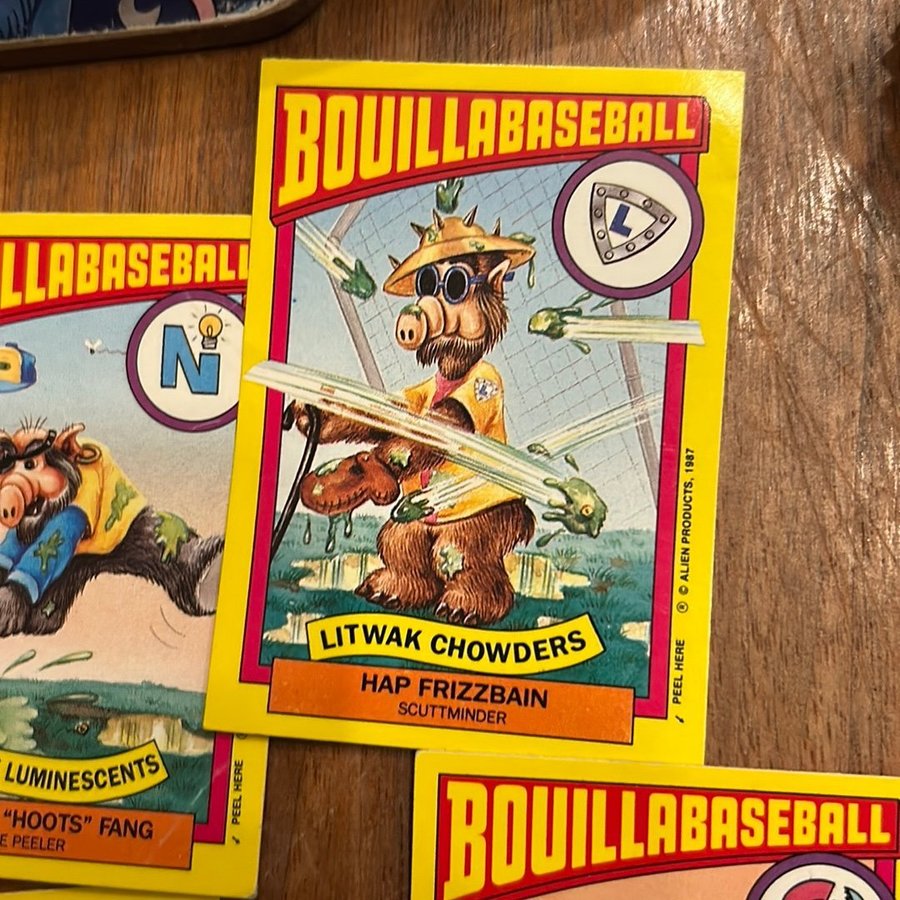 BOUILLABASEBALL
L
LITWAK CHOWDERS
HAP FRIZZBAIN
SCUTTMINDER
PEEL HERE
® © ALIEN PRODUCTS, 1987
LLABASEBALL
N
LUMINESCENTS
"HOOTS" FANG
PEELER
PEEL HERE
BOUILLABASEBALL